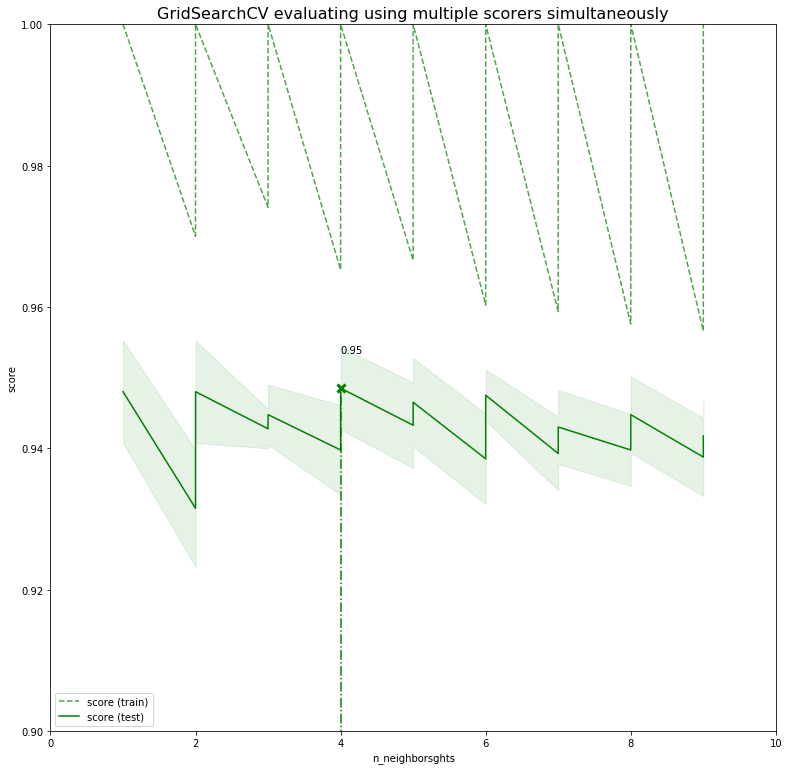 GridSearchCV evaluating using multiple scorers simultaneously
1.00
0.98
0.96
0.95
score
0.94
0.92
score (train)
score (test)
0.90
0 2 4 6 8 10
n_neighborsghts